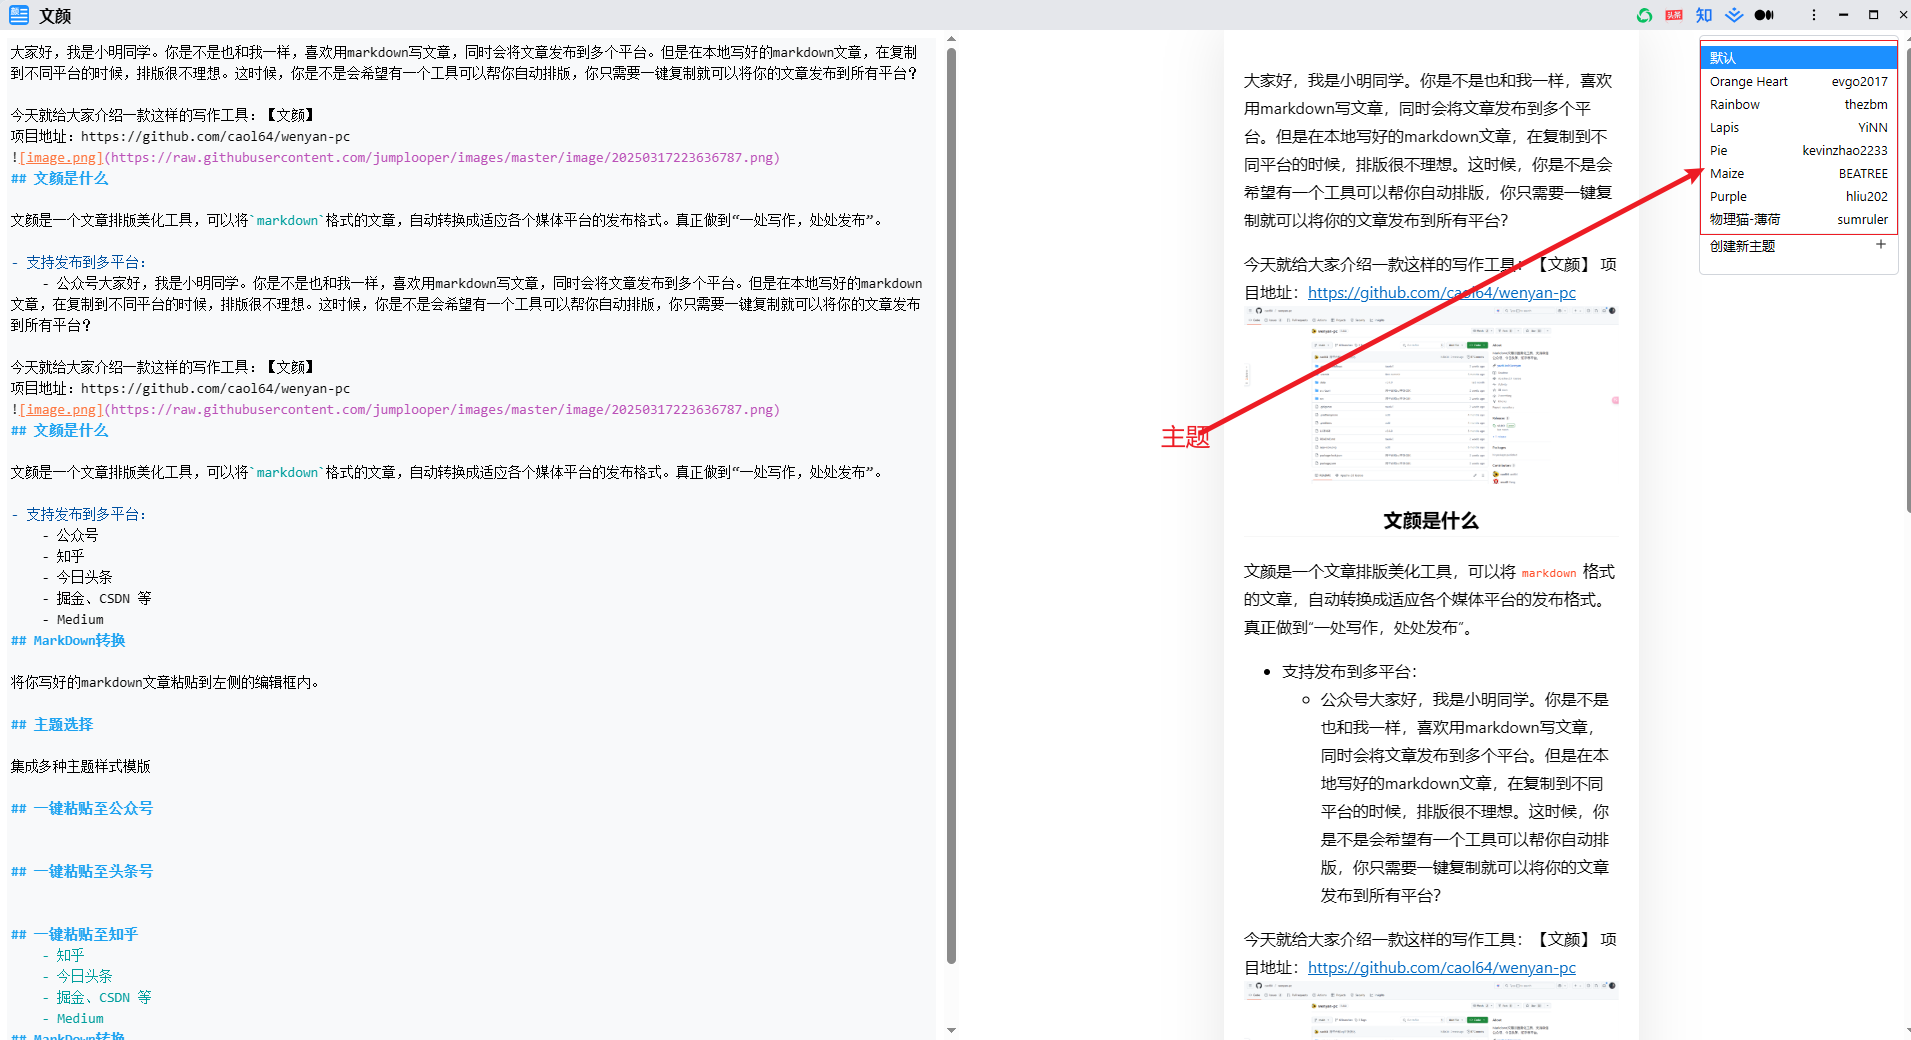 文颜
头条
知
大家好，我是小明同学。你是不是也和我一样，喜欢用markdown写文章，同时会将文章发布到多个平台。但是在本地写好的markdown文章，在复制
到不同平台的时候，排版很不理想。这时候，你是不是会希望有一个工具可以帮你自动排版，你只需要一键复制就可以将你的文章发布到所有平台？
今天就给大家介绍一款这样的写作工具：【文颜】
项目地址：https://github.com/caol64/wenyan-pc
![image.png](https://raw.githubusercontent.com/jumplooper/images/master/image/20250317223636787.png)
## 文颜是什么
文颜是一个文章排版美化工具，可以将`markdown`格式的文章，自动转换成适应各个媒体平台的发布格式。真正做到“一处写作，处处发布”。
- 支持发布到多平台：
- 公众号大家好，我是小明同学。你是不是也和我一样，喜欢用markdown写文章，同时会将文章发布到多个平台。但是在本地写好的markdown
文章，在复制到不同平台的时候，排版很不理想。这时候，你是不是会希望有一个工具可以帮你自动排版，你只需要一键复制就可以将你的文章发布
到所有平台？
今天就给大家介绍一款这样的写作工具：【文颜】
项目地址：https://github.com/caol64/wenyan-pc
![image.png](https://raw.githubusercontent.com/jumplooper/images/master/image/20250317223636787.png)
## 文颜是什么
文颜是一个文章排版美化工具，可以将`markdown`格式的文章，自动转换成适应各个媒体平台的发布格式。真正做到“一处写作，处处发布”。
- 支持发布到多平台：
- 公众号
- 知乎
- 今日头条
- 掘金、CSDN 等
- Medium
## MarkDown转换
将你写好的markdown文章粘贴到左侧的编辑框内。
## 主题选择
集成多种主题样式模版
## 一键粘贴至公众号
## 一键粘贴至头条号
## 一键粘贴至知乎
- 知乎
- 今日头条
- 掘金、CSDN 等
- Medium
## MarkDown转换
大家好，我是小明同学。你是不是也和我一样，喜欢
用markdown写文章，同时会将文章发布到多个平
台。但是在本地写好的markdown文章，在复制到不
同平台的时候，排版很不理想。这时候，你是不是会
希望有一个工具可以帮你自动排版，你只需要一键复
制就可以将你的文章发布到所有平台？
今天就给大家介绍一款这样的写作工具：【文颜】 项
目地址：https://github.com/caol64/wenyan-pc
主题
文颜是什么
文颜是一个文章排版美化工具，可以将 markdown 格式
的文章，自动转换成适应各个媒体平台的发布格式。
真正做到“一处写作，处处发布”。
支持发布到多平台：
公众号大家好，我是小明同学。你是不是
也和我一样，喜欢用markdown写文章，
同时会将文章发布到多个平台。但是在本
地写好的markdown文章，在复制到不同
平台的时候，排版很不理想。这时候，你
是不是会希望有一个工具可以帮你自动排
版，你只需要一键复制就可以将你的文章
发布到所有平台？
今天就给大家介绍一款这样的写作工具：【文颜】 项
目地址：https://github.com/caol64/wenyan-pc
默认
Orange Heart evgo2017
Rainbow thezbm
Lapis YiNN
Pie kevinzhao2233
Maize BEATREE
Purple hliu202
物理猫-薄荷 sumruler
创建新主题 +